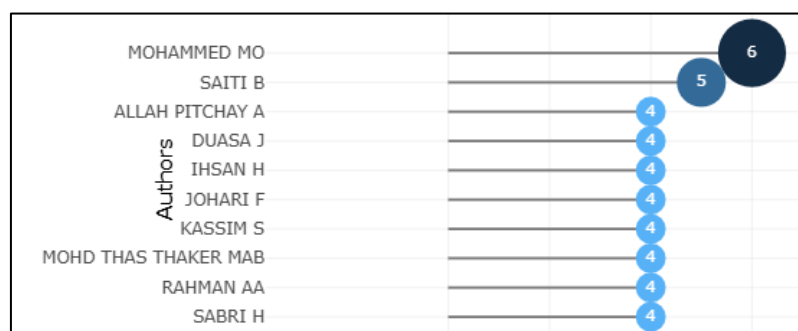 MOHAMMED MO 6
SAITI B 5
ALLAH PITCHAY A 4
DUASA J 4
IHSAN H 4
JOHARI F 4
KASSIM S 4
MOHD THAS THAKER MAB 4
RAHMAN AA 4
SABRI H 4
Authors